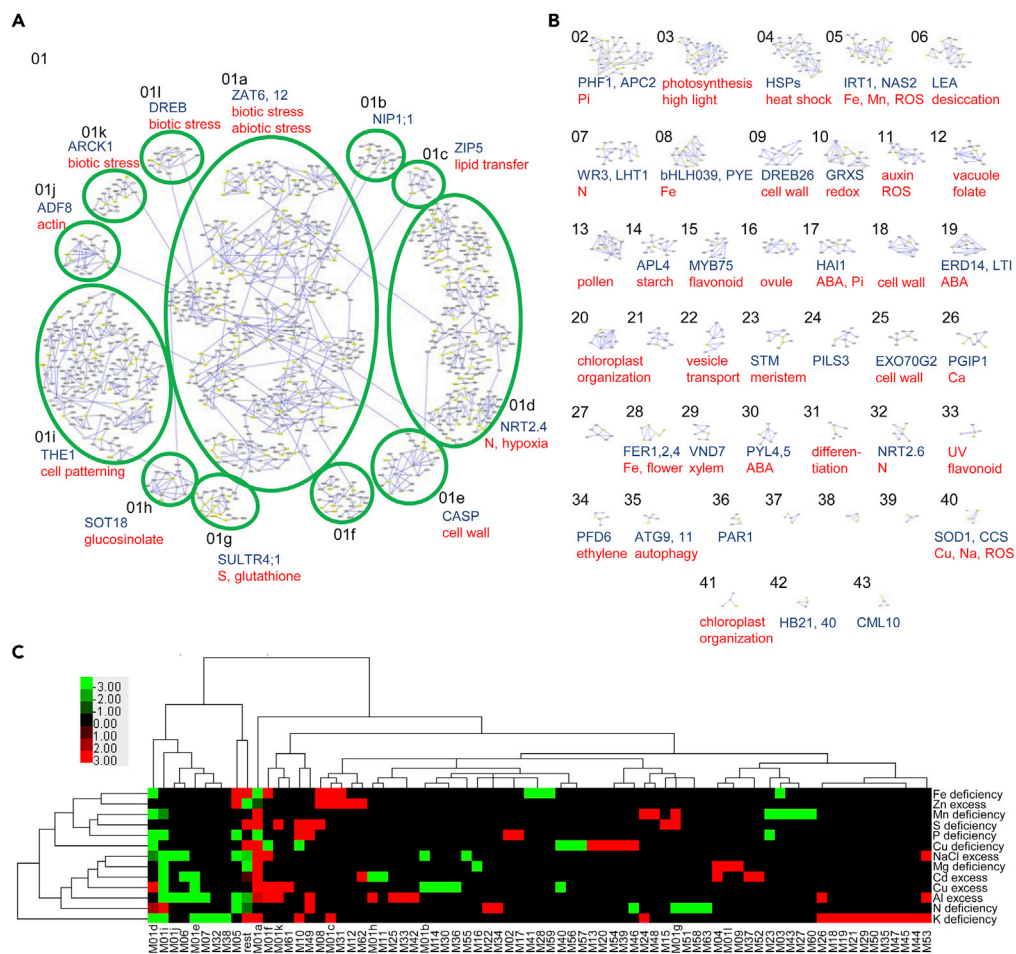 A
01
01l
DREB
biotic stress
01a
ZAT6, 12
biotic stress
abiotic stress
01b
NIP1;1
01k
ARCK1
biotic stress
01c
ZIP5
lipid transfer
01j
ADF8
actin
01d
NRT2.4
N, hypoxia
01i
THE1
cell patterning
01h
SOT18
glucosinolate
01g
SULTR4;1
S, glutathione
01f
01e
CASP
cell wall
B
02 03 04 05 06
PHF1, APC2 HSPs IRT1, NAS2 LEA
Pi photosynthesis heat shock Fe, Mn, ROS desiccation
high light
07 08 09 10 11 12
WR3, LHT1 bHLH039, PYE DREB26 GRXS auxin vacuole
N Fe cell wall redox ROS folate
13 14 15 16 17 18 19
APL4 MYB75 HAI1 ERD14, LTI
pollen starch flavonoid ovule ABA, Pi cell wall ABA
20 21 22 23 24 25 26
chloroplast vesicle STM PILS3 EXO70G2 PGIP1
organization transport meristem cell wall Ca
27 28 29 30 31 32 33
FER1,2,4 VND7 PYL4,5 differen- NRT2.6 UV
Fe, flower xylem ABA tiation N flavonoid
34 35 36 37 38 39 40
PFD6 ATG9, 11 PAR1 SOD1, CCS
ethylene autophagy Cu, Na, ROS
41 42 43
chloroplast HB21, 40 CML10
organization
C
-3.00
-2.00
-1.00
0.00
1.00
2.00
3.00
Fe deficiency
Zn excess
Mn deficiency
S deficiency
P deficiency
Cu deficiency
NaCl excess
Mg deficiency
Cd excess
Cu excess
Al excess
N deficiency
K deficiency
M01d M01i M01j M06 M01e M07 M32 M38 M05 rest M01a M01f M01k M61 M10 M49 M08 M01c M31 M12 M62 M01h M11 M25 M33 M42 M01b M14 M30 M36 M55 M16 M22 M34 M02 M17 M41 M28 M59 M40 M56 M57 M13 M20 M54 M39 M46 M24 M48 M15 M01g M51 M58 M63 M04 M01l M09 M37 M52 M23 M03 M43 M27 M60 M26 M18 M19 M21 M29 M50 M35 M47 M45 M44 M53